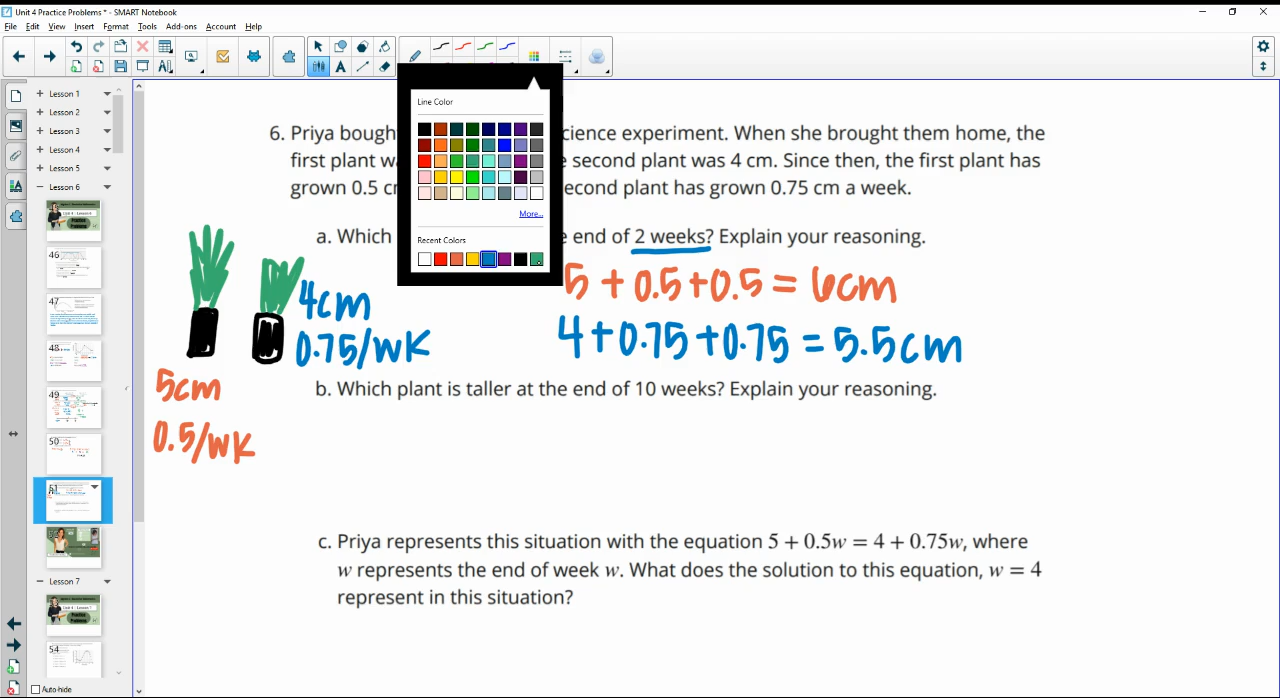 Unit 4 Practice Problems * - SMART Notebook
File Edit View Insert Format Tools Add-ons Account Help
Lesson 1
Lesson 2
Lesson 3
Lesson 4
Lesson 5
Lesson 6
46
47
48
49
50
51
Lesson 7
54
Auto-hide
Line Color
More...
Recent Colors
6. Priya bough cience experiment. When she brought them home, the
first plant wa e second plant was 4 cm. Since then, the first plant has
grown 0.5 cr econd plant has grown 0.75 cm a week.
a. Which e end of 2 weeks? Explain your reasoning.
5 + 0.5 + 0.5 = 6cm
4cm
0.75/wk
4 + 0.75 + 0.75 = 5.5cm
5cm
0.5/wk
b. Which plant is taller at the end of 10 weeks? Explain your reasoning.
c. Priya represents this situation with the equation 5 + 0.5w = 4 + 0.75w, where
w represents the end of week w. What does the solution to this equation, w = 4
represent in this situation?